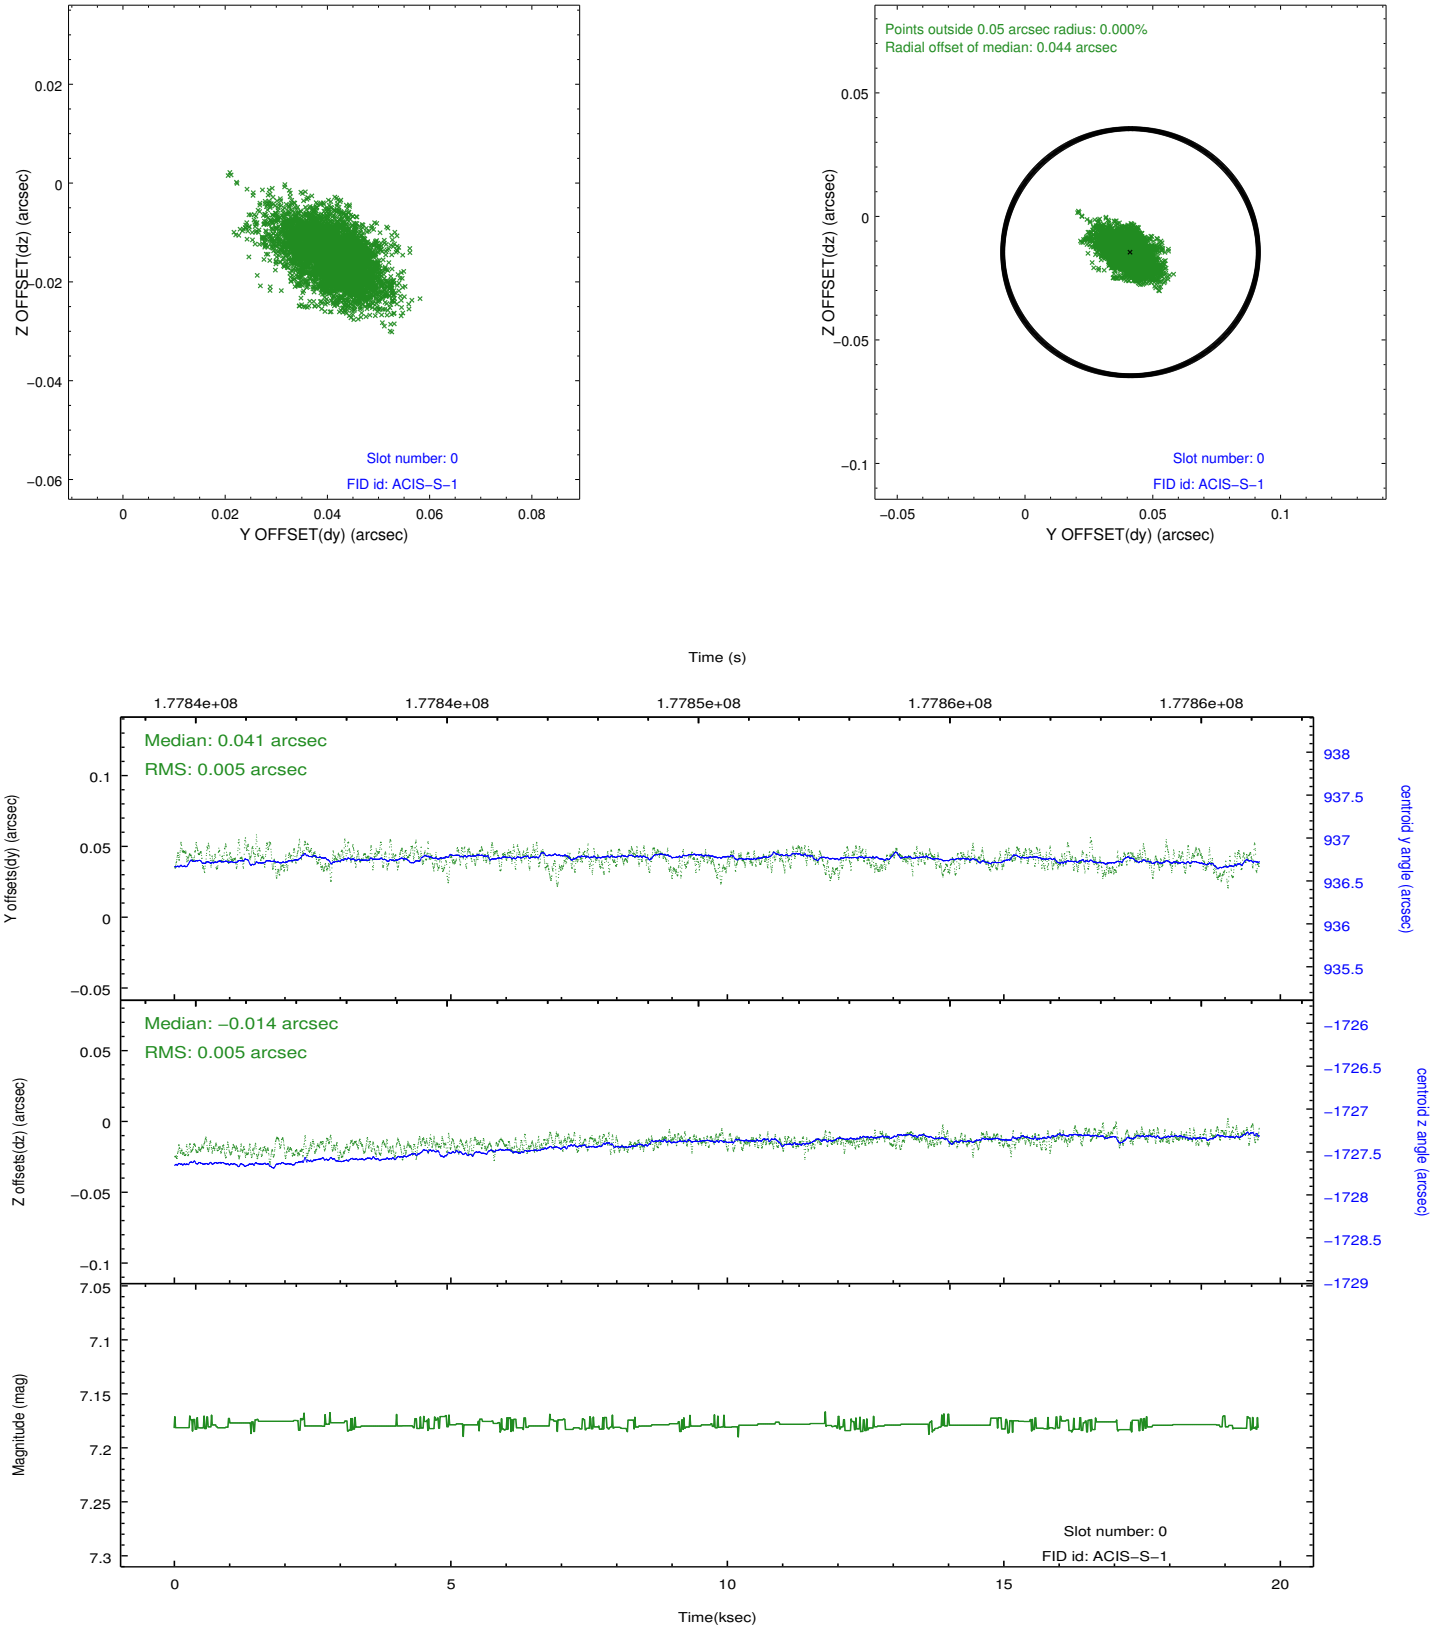 0.02
0
−0.02
−0.04
−0.06
Z OFFSET(dz) (arcsec)
Slot number: 0
FID id: ACIS−S−1
0
0.02
0.04
0.06
0.08
Y OFFSET(dy) (arcsec)
Points outside 0.05 arcsec radius: 0.000%
Radial offset of median: 0.044 arcsec
0.05
0
−0.05
−0.1
Z OFFSET(dz) (arcsec)
Slot number: 0
FID id: ACIS−S−1
−0.05
0
0.05
0.1
Y OFFSET(dy) (arcsec)
Time (s)
1.7784e+08
1.7784e+08
1.7785e+08
1.7786e+08
1.7786e+08
Median: 0.041 arcsec
RMS: 0.005 arcsec
0.1
0.05
0
−0.05
Y offsets(dy) (arcsec)
938
937.5
937
936.5
936
935.5
centroid y angle (arcsec)
Median: −0.014 arcsec
RMS: 0.005 arcsec
0.05
0
−0.05
−0.1
Z offsets(dz) (arcsec)
−1726
−1726.5
−1727
−1727.5
−1728
−1728.5
−1729
centroid z angle (arcsec)
7.05
7.1
7.15
7.2
7.25
7.3
Magnitude (mag)
Slot number: 0
FID id: ACIS−S−1
0
5
10
15
20
Time(ksec)